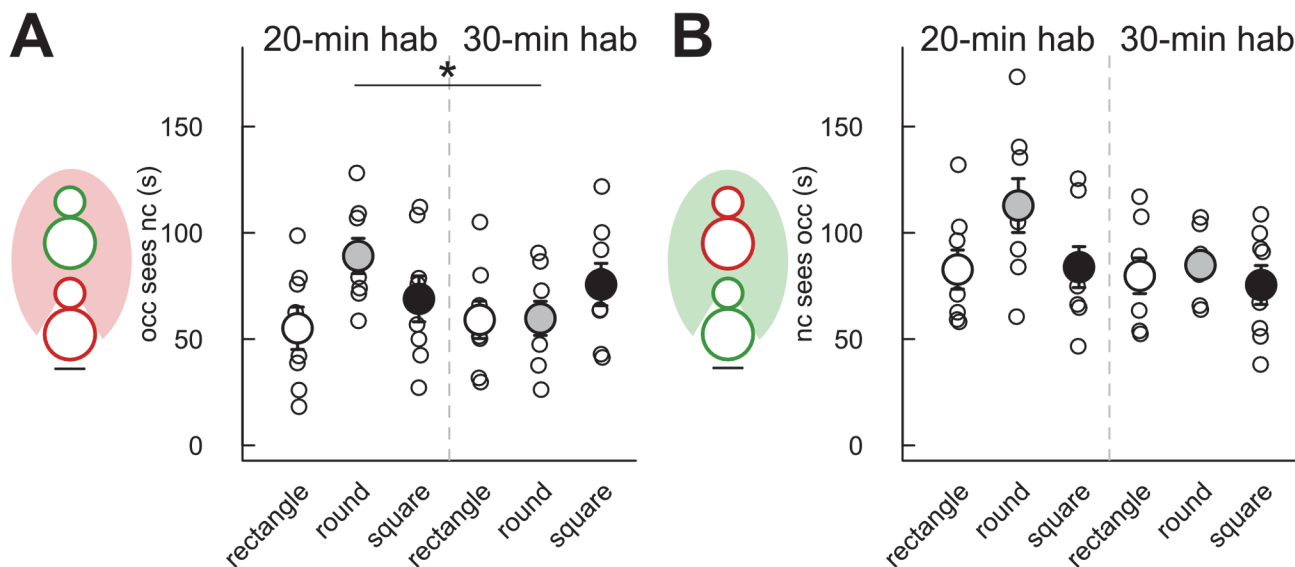 A
20-min hab
30-min hab
*
occ sees nc (s)
150
100
50
0
rectangle
round
square
rectangle
round
square
B
20-min hab
30-min hab
nc sees occ (s)
150
100
50
0
rectangle
round
square
rectangle
round
square